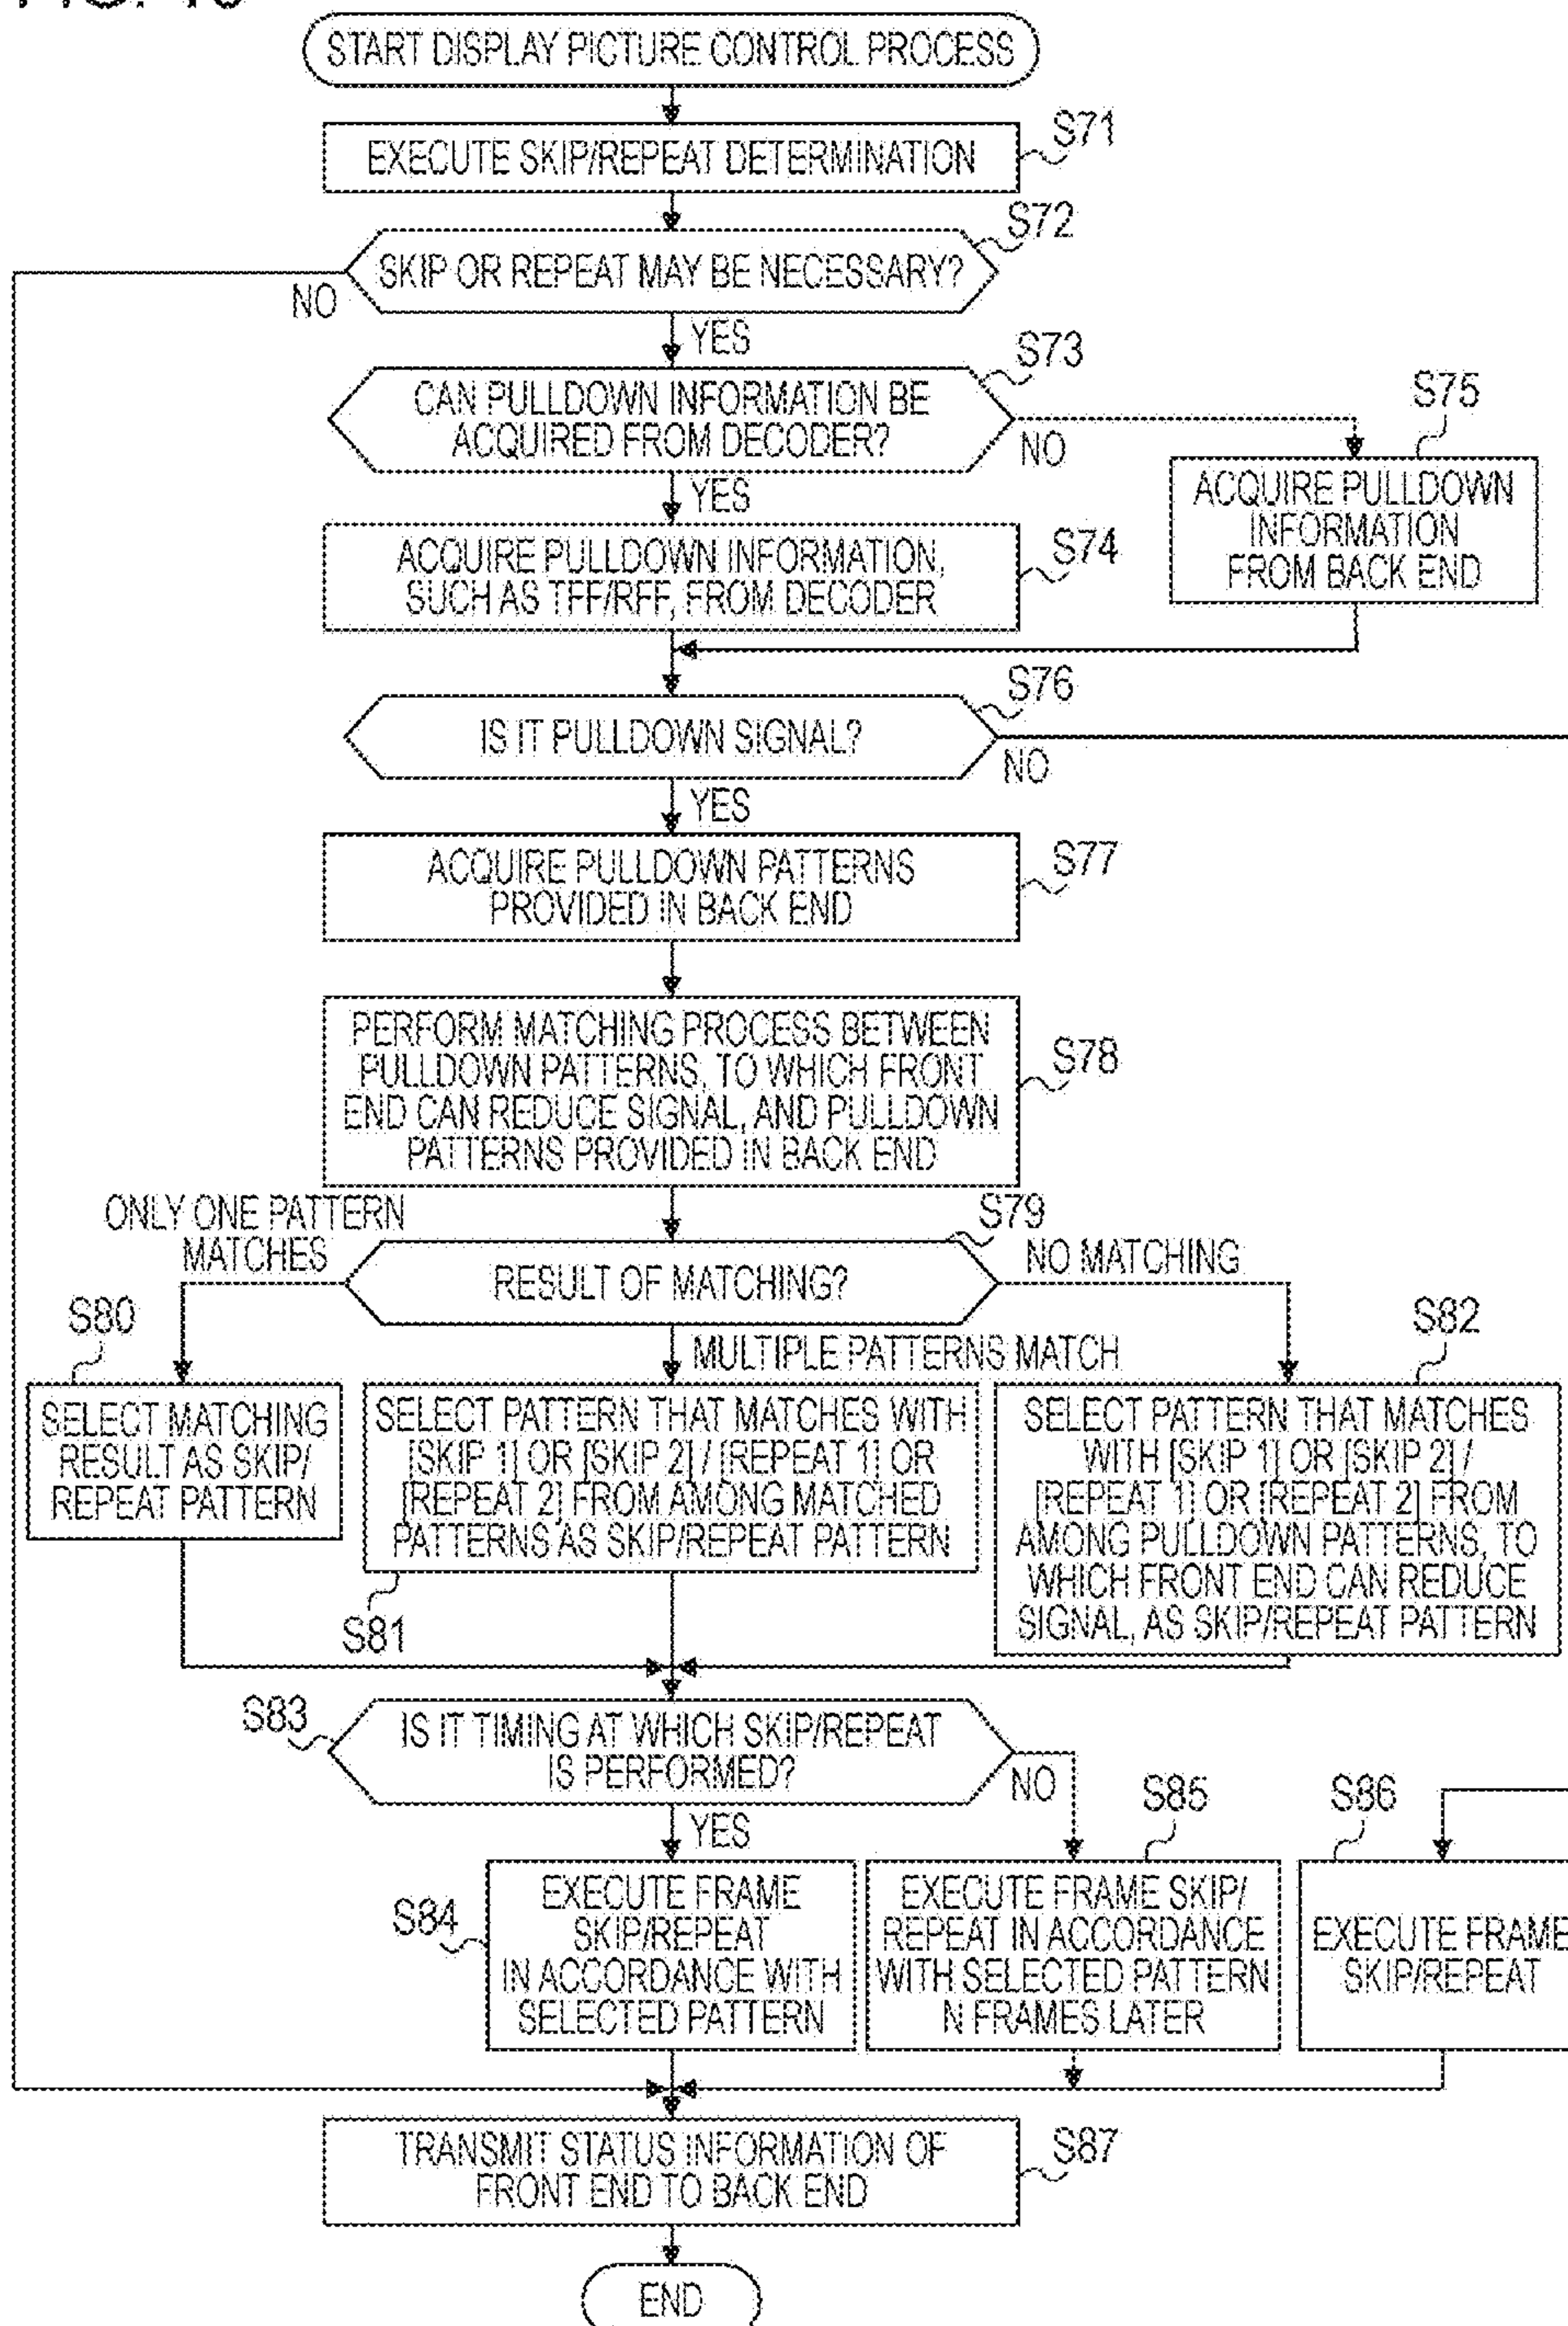 START DISPLAY PICTURE CONTROL PROCESS
EXECUTE SKIP/REPEAT DETERMINATION
S71
SKIP OR REPEAT MAY BE NECESSARY?
S72
NO
YES
CAN PULLDOWN INFORMATION BE
ACQUIRED FROM DECODER?
S73
NO
YES
S75
ACQUIRE PULLDOWN
INFORMATION
FROM BACK END
ACQUIRE PULLDOWN INFORMATION,
SUCH AS TFF/RFF, FROM DECODER
S74
IS IT PULLDOWN SIGNAL?
S76
NO
YES
ACQUIRE PULLDOWN PATTERNS
PROVIDED IN BACK END
S77
PERFORM MATCHING PROCESS BETWEEN
PULLDOWN PATTERNS, TO WHICH FRONT
END CAN REDUCE SIGNAL, AND PULLDOWN
PATTERNS PROVIDED IN BACK END
S78
RESULT OF MATCHING?
S79
ONLY ONE PATTERN
MATCHES
MULTIPLE PATTERNS MATCH
NO MATCHING
S80
SELECT MATCHING
RESULT AS SKIP/
REPEAT PATTERN
SELECT PATTERN THAT MATCHES WITH
[SKIP 1] OR [SKIP 2] / [REPEAT 1] OR
[REPEAT 2] FROM AMONG MATCHED
PATTERNS AS SKIP/REPEAT PATTERN
S81
S82
SELECT PATTERN THAT MATCHES
WITH [SKIP 1] OR [SKIP 2] /
[REPEAT 1] OR [REPEAT 2] FROM
AMONG PULLDOWN PATTERNS, TO
WHICH FRONT END CAN REDUCE
SIGNAL, AS SKIP/REPEAT PATTERN
S83
IS IT TIMING AT WHICH SKIP/REPEAT
IS PERFORMED?
NO
YES
S84
EXECUTE FRAME
SKIP/REPEAT
IN ACCORDANCE WITH
SELECTED PATTERN
S85
EXECUTE FRAME SKIP/
REPEAT IN ACCORDANCE
WITH SELECTED PATTERN
N FRAMES LATER
S86
EXECUTE FRAME
SKIP/REPEAT
TRANSMIT STATUS INFORMATION OF
FRONT END TO BACK END
S87
END